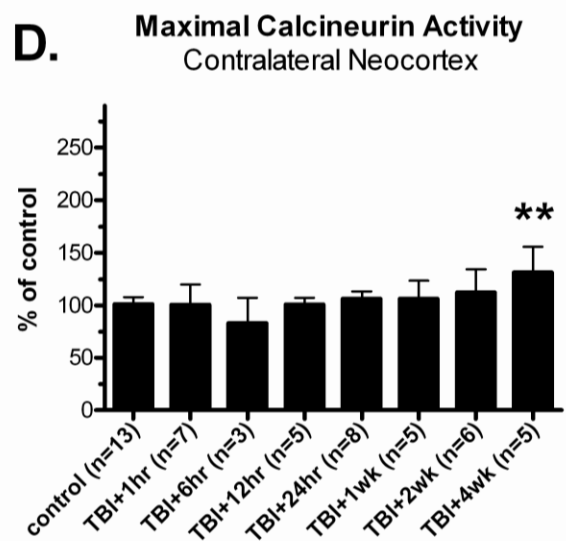 D.
Maximal Calcineurin Activity
Contralateral Neocortex
% of control
250
200
150
100
50
0
**
control (n=13)
TBI+1hr (n=7)
TBI+6hr (n=3)
TBI+12hr (n=5)
TBI+24hr (n=8)
TBI+1wk (n=5)
TBI+2wk (n=6)
TBI+4wk (n=5)